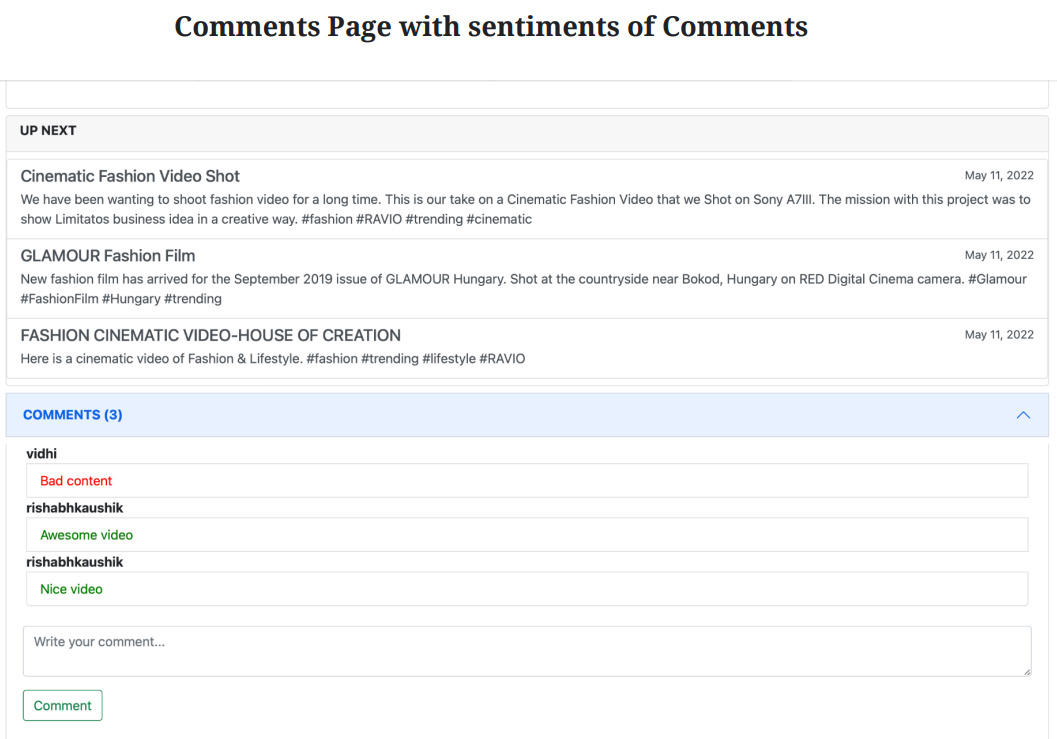 Comments Page with sentiments of Comments
UP NEXT
Cinematic Fashion Video Shot
May 11, 2022
We have been wanting to shoot fashion video for a long time. This is our take on a Cinematic Fashion Video that we Shot on Sony A7III. The mission with this project was to
show Limitatos business idea in a creative way. #fashion #RAVIO #trending #cinematic
GLAMOUR Fashion Film
May 11, 2022
New fashion film has arrived for the September 2019 issue of GLAMOUR Hungary. Shot at the countryside near Bokod, Hungary on RED Digital Cinema camera. #Glamour
#FashionFilm #Hungary #trending
FASHION CINEMATIC VIDEO-HOUSE OF CREATION
May 11, 2022
Here is a cinematic video of Fashion & Lifestyle. #fashion #trending #lifestyle #RAVIO
COMMENTS (3)
vidhi
Bad content
rishabhkaushik
Awesome video
rishabhkaushik
Nice video
Write your comment...
Comment